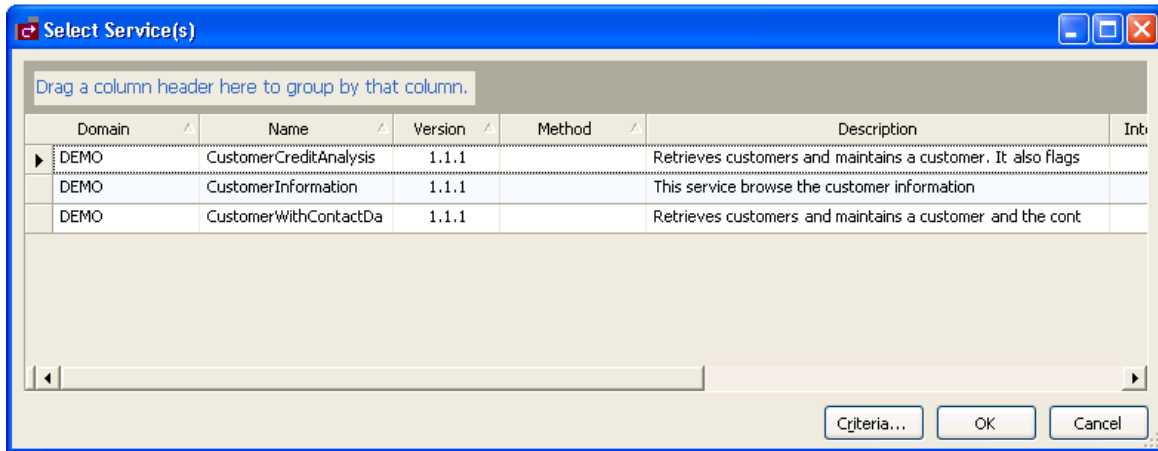 Select Service(s)
Drag a column header here to group by that column.
Domain Name Version Method Description Inte
DEMO CustomerCreditAnalysis 1.1.1 Retrieves customers and maintains a customer. It also flags
DEMO CustomerInformation 1.1.1 This service browse the customer information
DEMO CustomerWithContactDa 1.1.1 Retrieves customers and maintains a customer and the cont
Criteria... OK Cancel